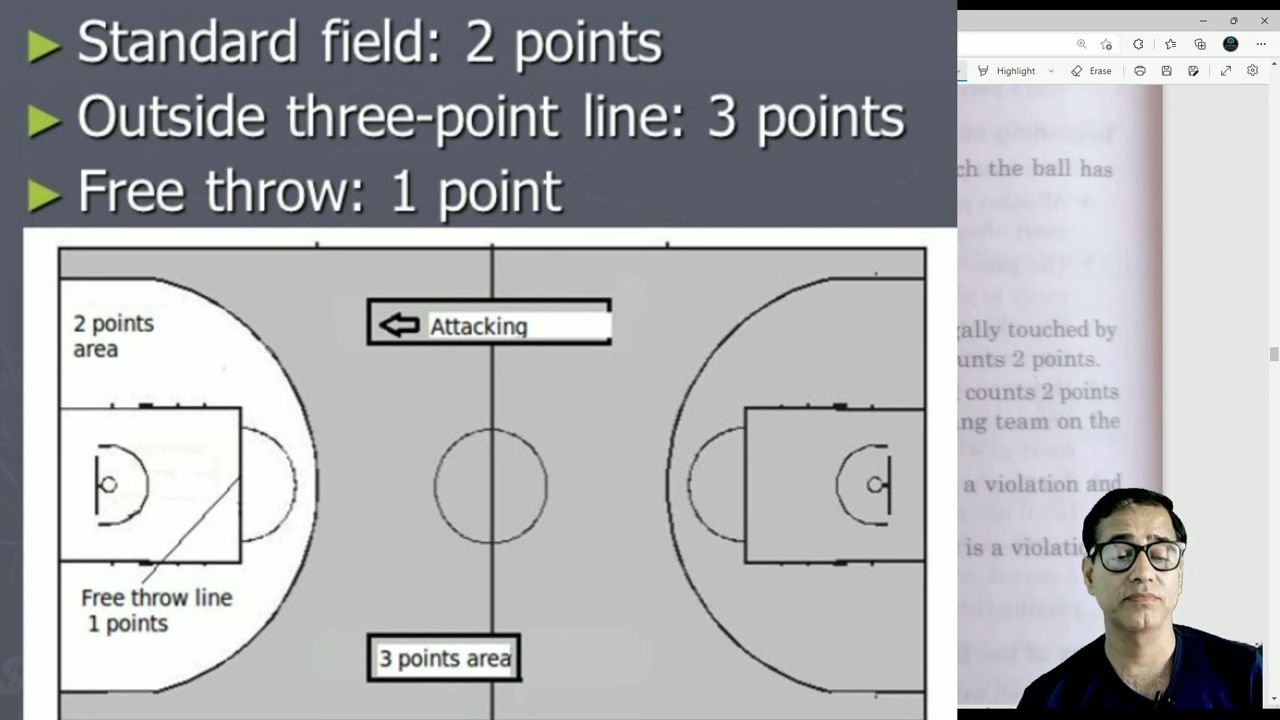 Standard field: 2 points
Outside three-point line: 3 points
Free throw: 1 point
2 points
area
Attacking
Free throw line
1 points
3 points area
Highlight
Erase
ch the ball has
gally touched by
unts 2 points.
counts 2 points
ng team on the
a violation and
is a violati